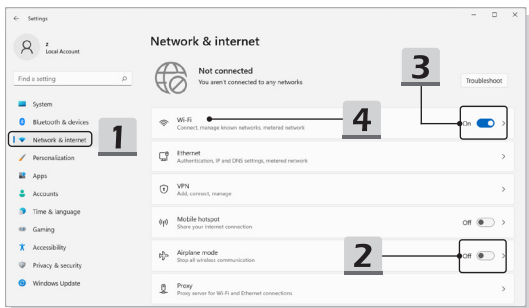 Settings
z
Local Account
Find a setting
System
Bluetooth & devices
Network & internet
Personalization
Apps
Accounts
Time & language
Gaming
Accessibility
Privacy & security
Windows Update
1
Network & internet
Not connected
You aren't connected to any networks
Troubleshoot
3
Wi-Fi
Connect, manage known networks, metered network
4
On
Ethernet
Authentication, IP and DNS settings, metered network
VPN
Add, connect, manage
Mobile hotspot
Share your internet connection
Off
Airplane mode
Stop all wireless communication
2
Off
Proxy
Proxy server for Wi-Fi and Ethernet connections